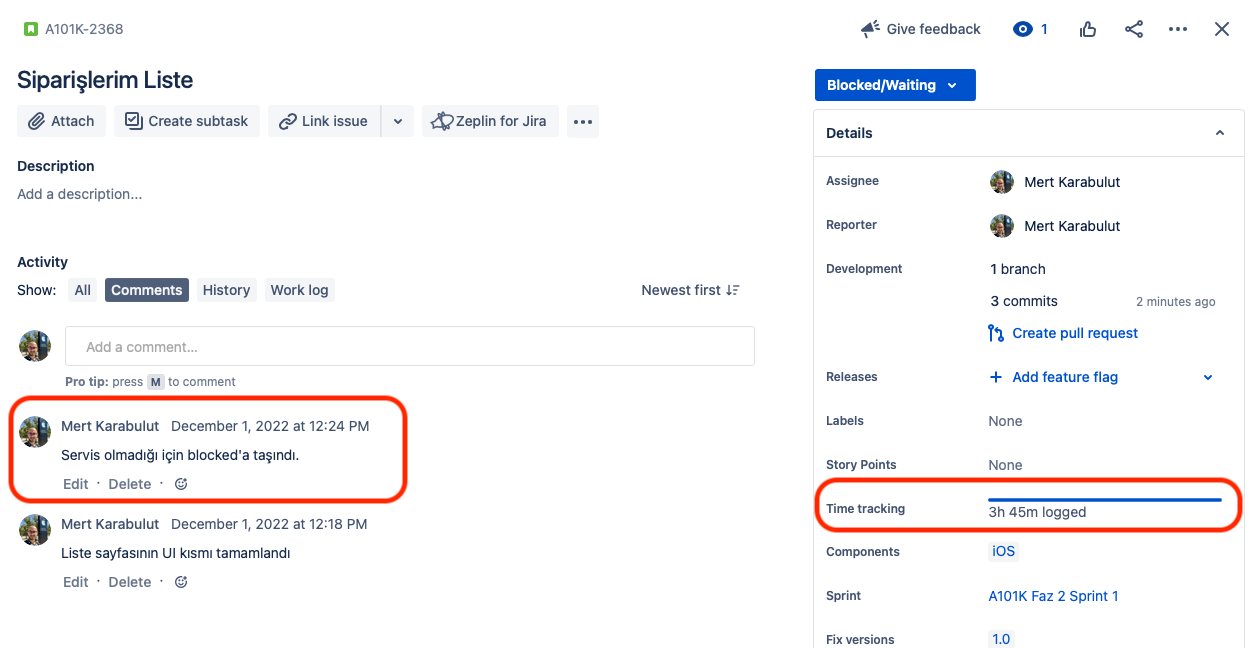 A101K-2368
Give feedback
1
Siparişlerim Liste
Blocked/Waiting
Attach
Create subtask
Link issue
Zeplin for Jira
Description
Add a description...
Activity
Show:
All
Comments
History
Work log
Newest first
Add a comment...
Pro tip: press M to comment
Mert Karabulut December 1, 2022 at 12:24 PM
Servis olmadığı için blocked'a taşındı.
Edit · Delete ·
Mert Karabulut December 1, 2022 at 12:18 PM
Liste sayfasının UI kısmı tamamlandı
Edit · Delete ·
Details
Assignee
Mert Karabulut
Reporter
Mert Karabulut
Development
1 branch
3 commits
2 minutes ago
Create pull request
Releases
Add feature flag
Labels
None
Story Points
None
Time tracking
3h 45m logged
Components
iOS
Sprint
A101K Faz 2 Sprint 1
Fix versions
1.0